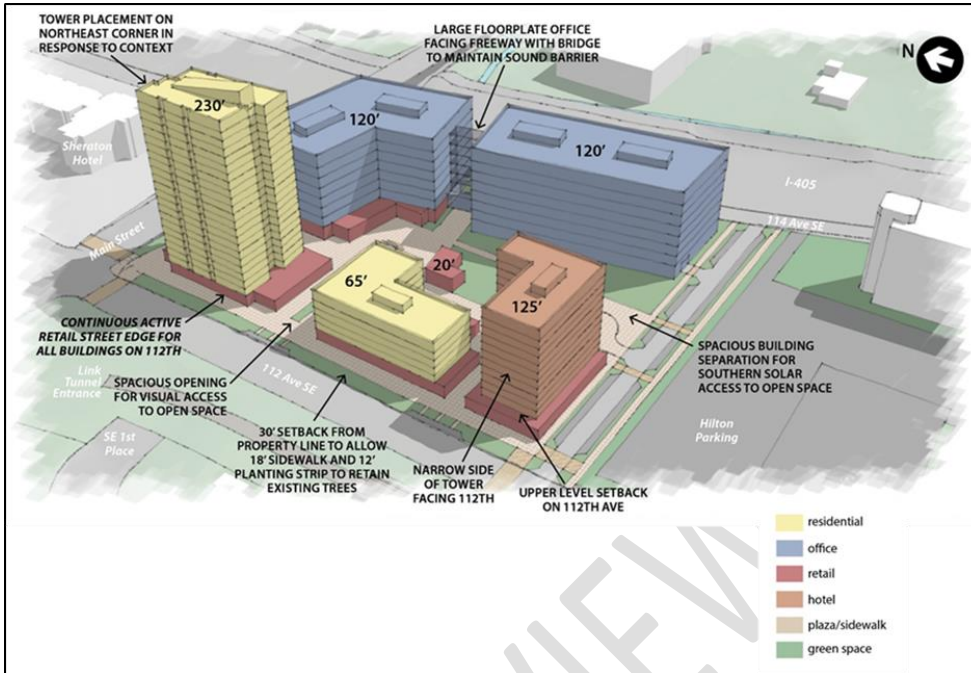 TOWER PLACEMENT ON
NORTHEAST CORNER IN
RESPONSE TO CONTEXT
LARGE FLOORPLATE OFFICE
FACING FREEWAY WITH BRIDGE
TO MAINTAIN SOUND BARRIER
N
230'
120'
120'
Sheraton
Hotel
I-405
114 Ave SE
Main Street
20'
65'
125'
CONTINUOUS ACTIVE
RETAIL STREET EDGE FOR
ALL BUILDINGS ON 112TH
SPACIOUS BUILDING
SEPARATION FOR
SOUTHERN SOLAR
ACCESS TO OPEN SPACE
Link
Tunnel
Entrance
SPACIOUS OPENING
FOR VISUAL ACCESS
TO OPEN SPACE
112 Ave SE
SE 1st
Place
30' SETBACK FROM
PROPERTY LINE TO ALLOW
18' SIDEWALK AND 12'
PLANTING STRIP TO RETAIN
EXISTING TREES
NARROW SIDE
OF TOWER
FACING 112TH
UPPER LEVEL SETBACK
ON 112TH AVE
Hilton
Parking
residential
office
retail
hotel
plaza/sidewalk
green space
VIEW